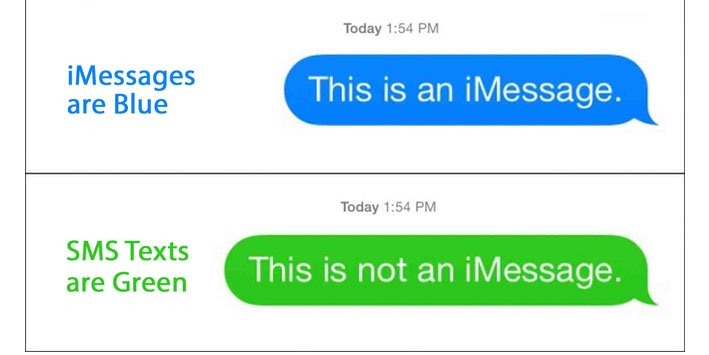 Today 1:54 PM
iMessages
are Blue
This is an iMessage.
Today 1:54 PM
SMS Texts
are Green
This is not an iMessage.